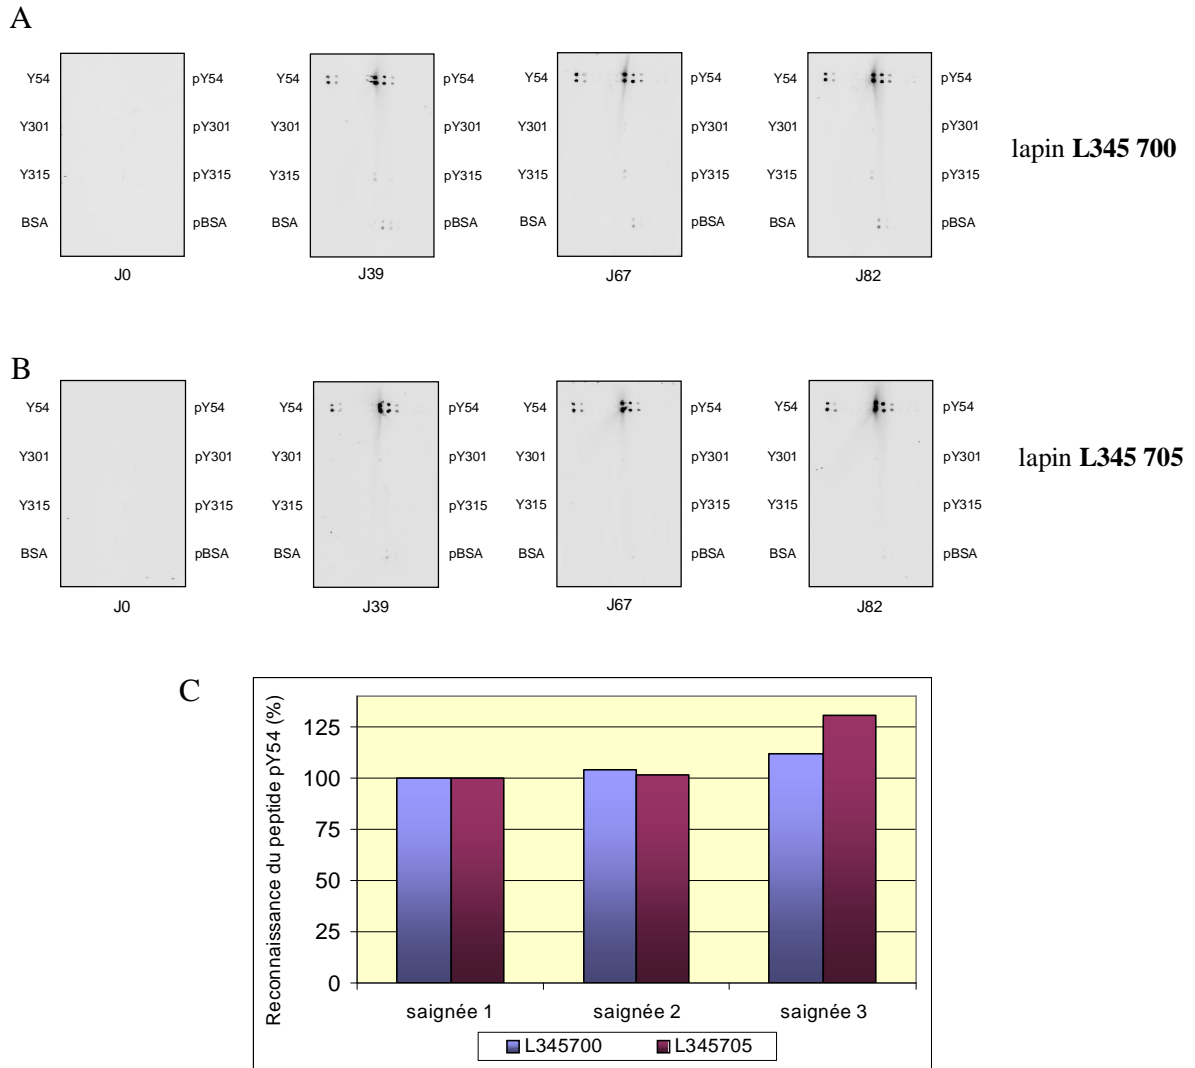 A
Y54 pY54 Y54 pY54 Y54 pY54 Y54 pY54
Y301 pY301 Y301 pY301 Y301 pY301 Y301 pY301
lapin L345 700
Y315 pY315 Y315 pY315 Y315 pY315 Y315 pY315
BSA pBSA BSA pBSA BSA pBSA BSA pBSA
J0 J39 J67 J82
B
Y54 pY54 Y54 pY54 Y54 pY54 Y54 pY54
Y301 pY301 Y301 pY301 Y301 pY301 Y301 pY301
lapin L345 705
Y315 pY315 Y315 pY315 Y315 pY315 Y315 pY315
BSA pBSA BSA pBSA BSA pBSA BSA pBSA
J0 J39 J67 J82
C
Reconnaissance du peptide pY54 (%)
125
100
75
50
25
0
saignée 1 saignée 2 saignée 3
L345700 L345705